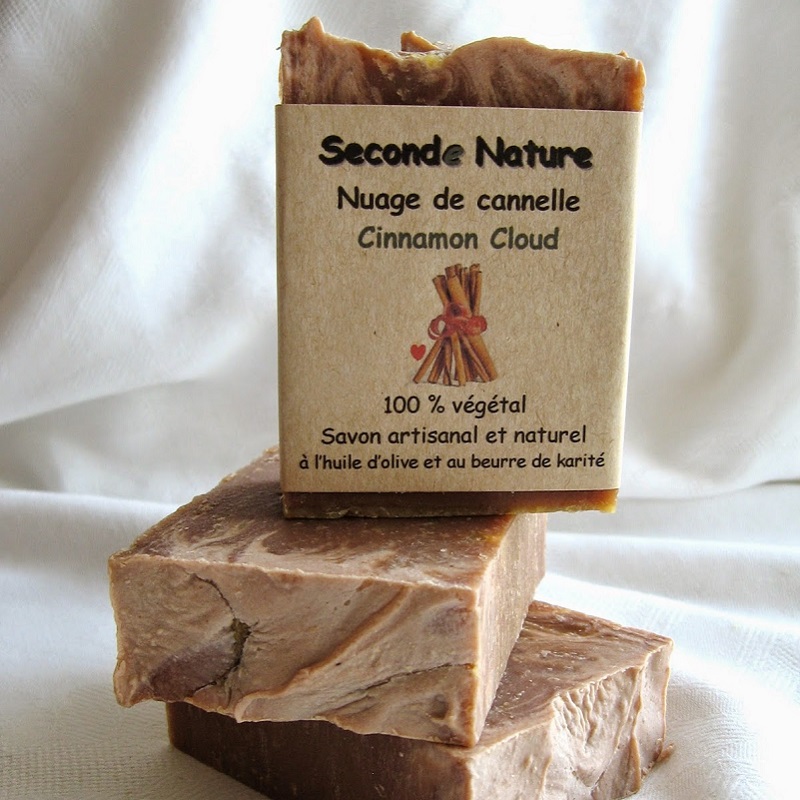 Seconde Nature
Nuage de cannelle
Cinnamon Cloud
100 % végétal
Savon artisanal et naturel
à l'huile d'olive et au beurre de karité